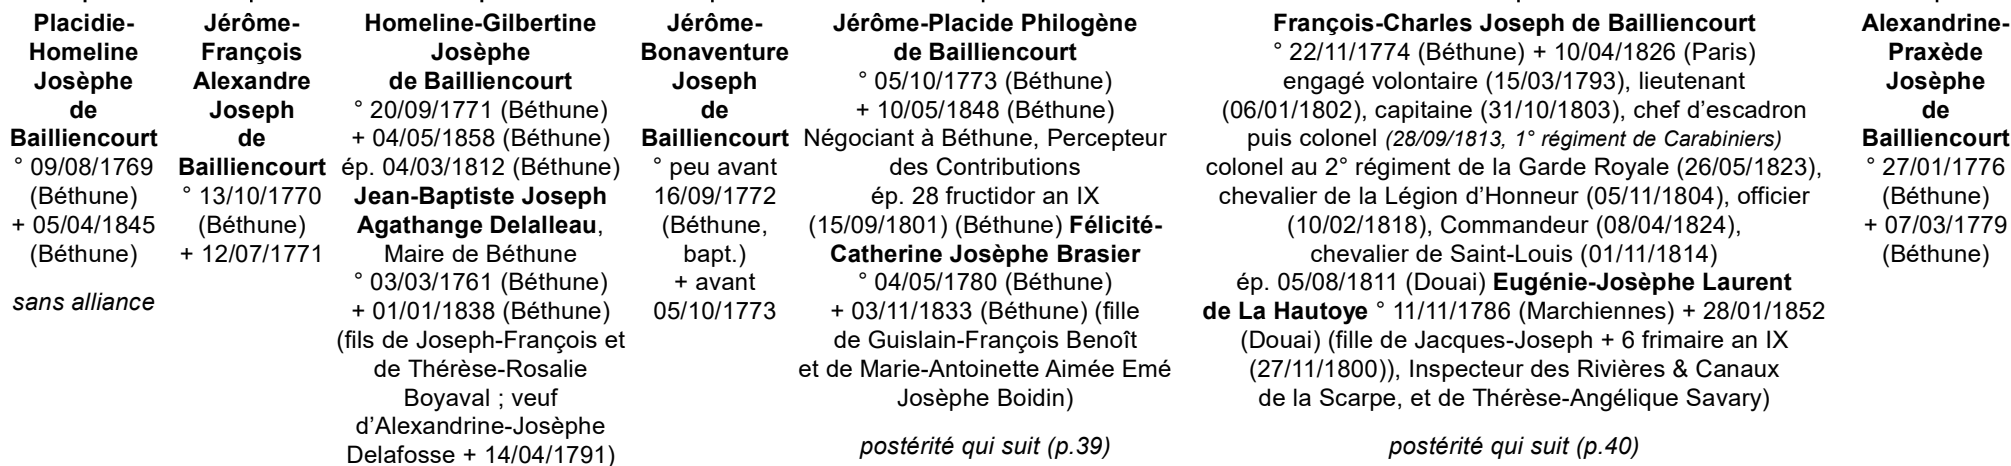 Placidie-
Homeline
Josèphe
de
Bailliencourt
° 09/08/1769
(Béthune)
+ 05/04/1845
(Béthune)
sans alliance
Jérôme-
François
Alexandre
Joseph
de
Bailliencourt
° 13/10/1770
(Béthune)
+ 12/07/1771
Homeline-Gilbertine
Josèphe
de Bailliencourt
° 20/09/1771 (Béthune)
+ 04/05/1858 (Béthune)
ép. 04/03/1812 (Béthune)
Jean-Baptiste Joseph
Agathange Delalleau,
Maire de Béthune
° 03/03/1761 (Béthune)
+ 01/01/1838 (Béthune)
(fils de Joseph-François et
de Thérèse-Rosalie
Boyaval ; veuf
d’Alexandrine-Josèphe
Delafosse + 14/04/1791)
Jérôme-
Bonaventure
Joseph
de
Bailliencourt
° peu avant
16/09/1772
(Béthune,
bapt.)
+ avant
05/10/1773
Jérôme-Placide Philogène
de Bailliencourt
° 05/10/1773 (Béthune)
+ 10/05/1848 (Béthune)
Négociant à Béthune, Percepteur
des Contributions
ép. 28 fructidor an IX
(15/09/1801) (Béthune) Félicité-
Catherine Josèphe Brasier
° 04/05/1780 (Béthune)
+ 03/11/1833 (Béthune) (fille
de Guislain-François Benoît
et de Marie-Antoinette Aimée Emé
Josèphe Boidin)
postérité qui suit (p.39)
François-Charles Joseph de Bailliencourt
° 22/11/1774 (Béthune) + 10/04/1826 (Paris)
engagé volontaire (15/03/1793), lieutenant
(06/01/1802), capitaine (31/10/1803), chef d’escadron
puis colonel (28/09/1813, 1° régiment de Carabiniers)
colonel au 2° régiment de la Garde Royale (26/05/1823),
chevalier de la Légion d’Honneur (05/11/1804), officier
(10/02/1818), Commandeur (08/04/1824),
chevalier de Saint-Louis (01/11/1814)
ép. 05/08/1811 (Douai) Eugénie-Josèphe Laurent
de La Hautoye ° 11/11/1786 (Marchiennes) + 28/01/1852
(Douai) (fille de Jacques-Joseph + 6 frimaire an IX
(27/11/1800)), Inspecteur des Rivières & Canaux
de la Scarpe, et de Thérèse-Angélique Savary)
postérité qui suit (p.40)
Alexandrine-
Praxède
Josèphe
de
Bailliencourt
° 27/01/1776
(Béthune)
+ 07/03/1779
(Béthune)